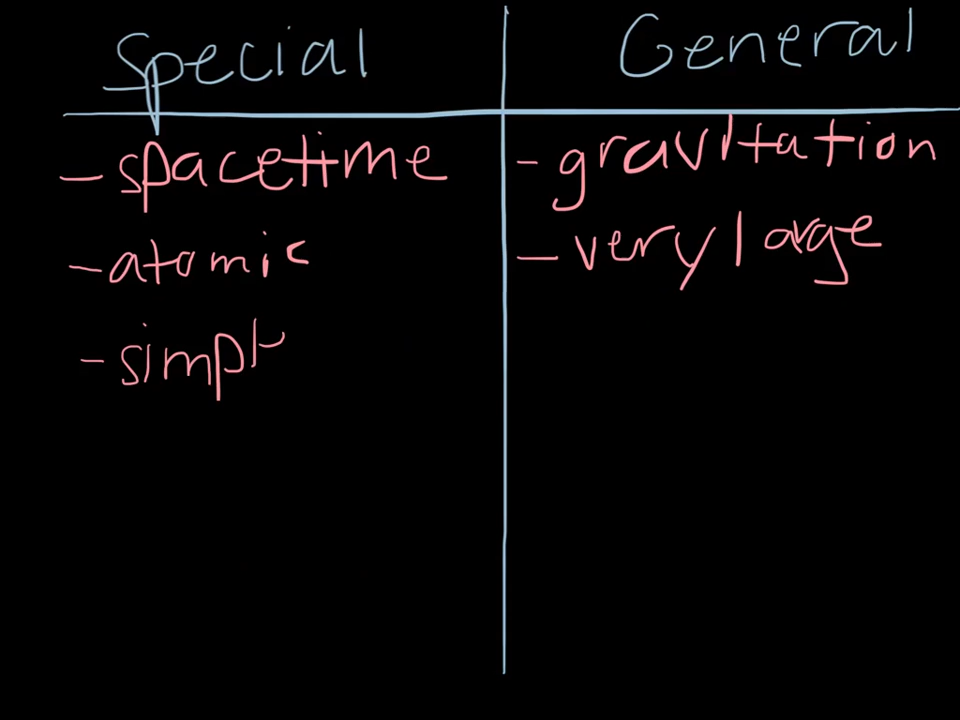 Special
General
- spacetime
- gravitation
- atomic
- very large
- simpl